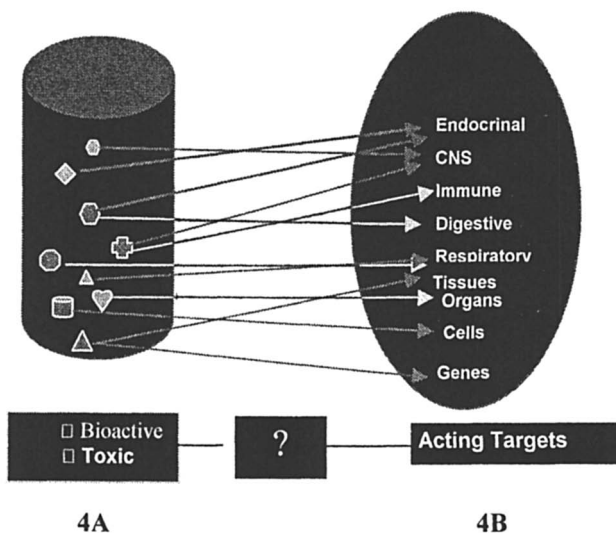 Endocrinal
CNS
Immune
Digestive
Respiratory
Tissues
Organs
Cells
Genes
Bioactive
Toxic
?
Acting Targets
4A
4B